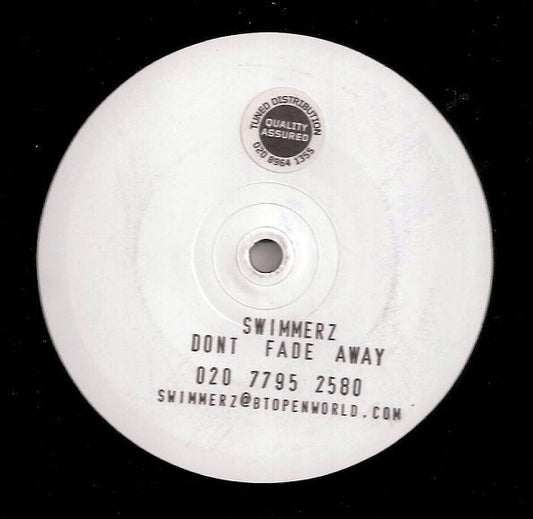 TUNED DISTRIBUTION
QUALITY
ASSURED
020 8964 1355
SWIMMERZ
DONT FADE AWAY
020 7795 2580
SWIMMERZ@BTOPENWORLD.COM